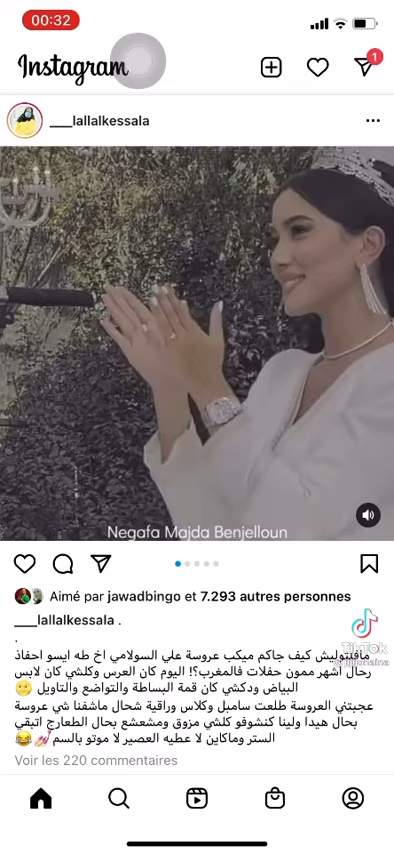 00:32
Instagram
1
___lallalkessala
Negafa Majda Benjelloun
Aimé par jawadbingo et 7.293 autres personnes
___lallalkessala .
.
مافليتوليش كيف جاكم ميكب عروسة علي السولامي اخ طه ايسو احفاذ
رحال أشهر ممون حفلات فالمغرب؟! اليوم كان العرس وكلشي كان لابس
البياض ودكشي كان قمة البساطة والتواضع والتاويل 🙂
عجبتني العروسة طلعت سامبل وكلاس وراقية شحال ماشفنا شي عروسة
بحال هيدا ولينا كنشوفو كلشي مزوق ومشعشع بحال الطعارج اتبقي
الستر وماكاين لا عطيه العصير لا موتو بالسم 💅🏻😂
TikTok
Voir les 220 commentaires